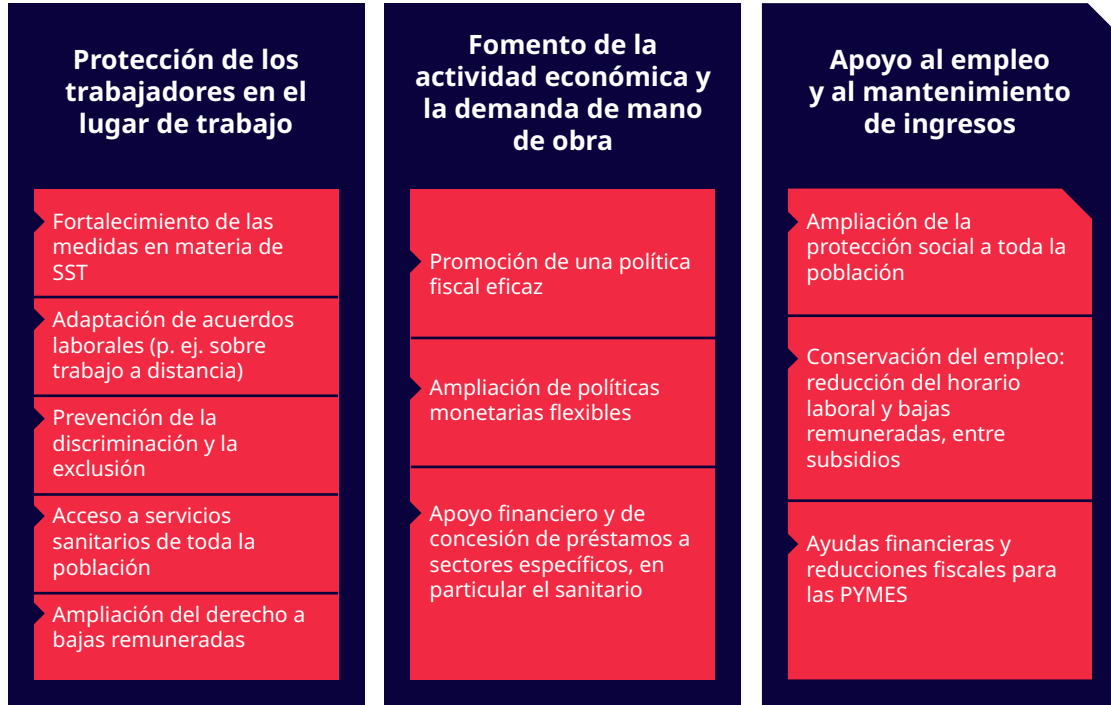 Protección de los
trabajadores en el
lugar de trabajo
Fortalecimiento de las
medidas en materia de
SST
Adaptación de acuerdos
laborales (p. ej. sobre
trabajo a distancia)
Prevención de la
discriminación y la
exclusión
Acceso a servicios
sanitarios de toda la
población
Ampliación del derecho a
bajas remuneradas
Fomento de la
actividad económica y
la demanda de mano
de obra
Promoción de una política
fiscal eficaz
Ampliación de políticas
monetarias flexibles
Apoyo financiero y de
concesión de préstamos a
sectores específicos, en
particular el sanitario
Apoyo al empleo
y al mantenimiento
de ingresos
Ampliación de la
protección social a toda la
población
Conservación del empleo:
reducción del horario
laboral y bajas
remuneradas, entre
subsidios
Ayudas financieras y
reducciones fiscales para
las PYMES